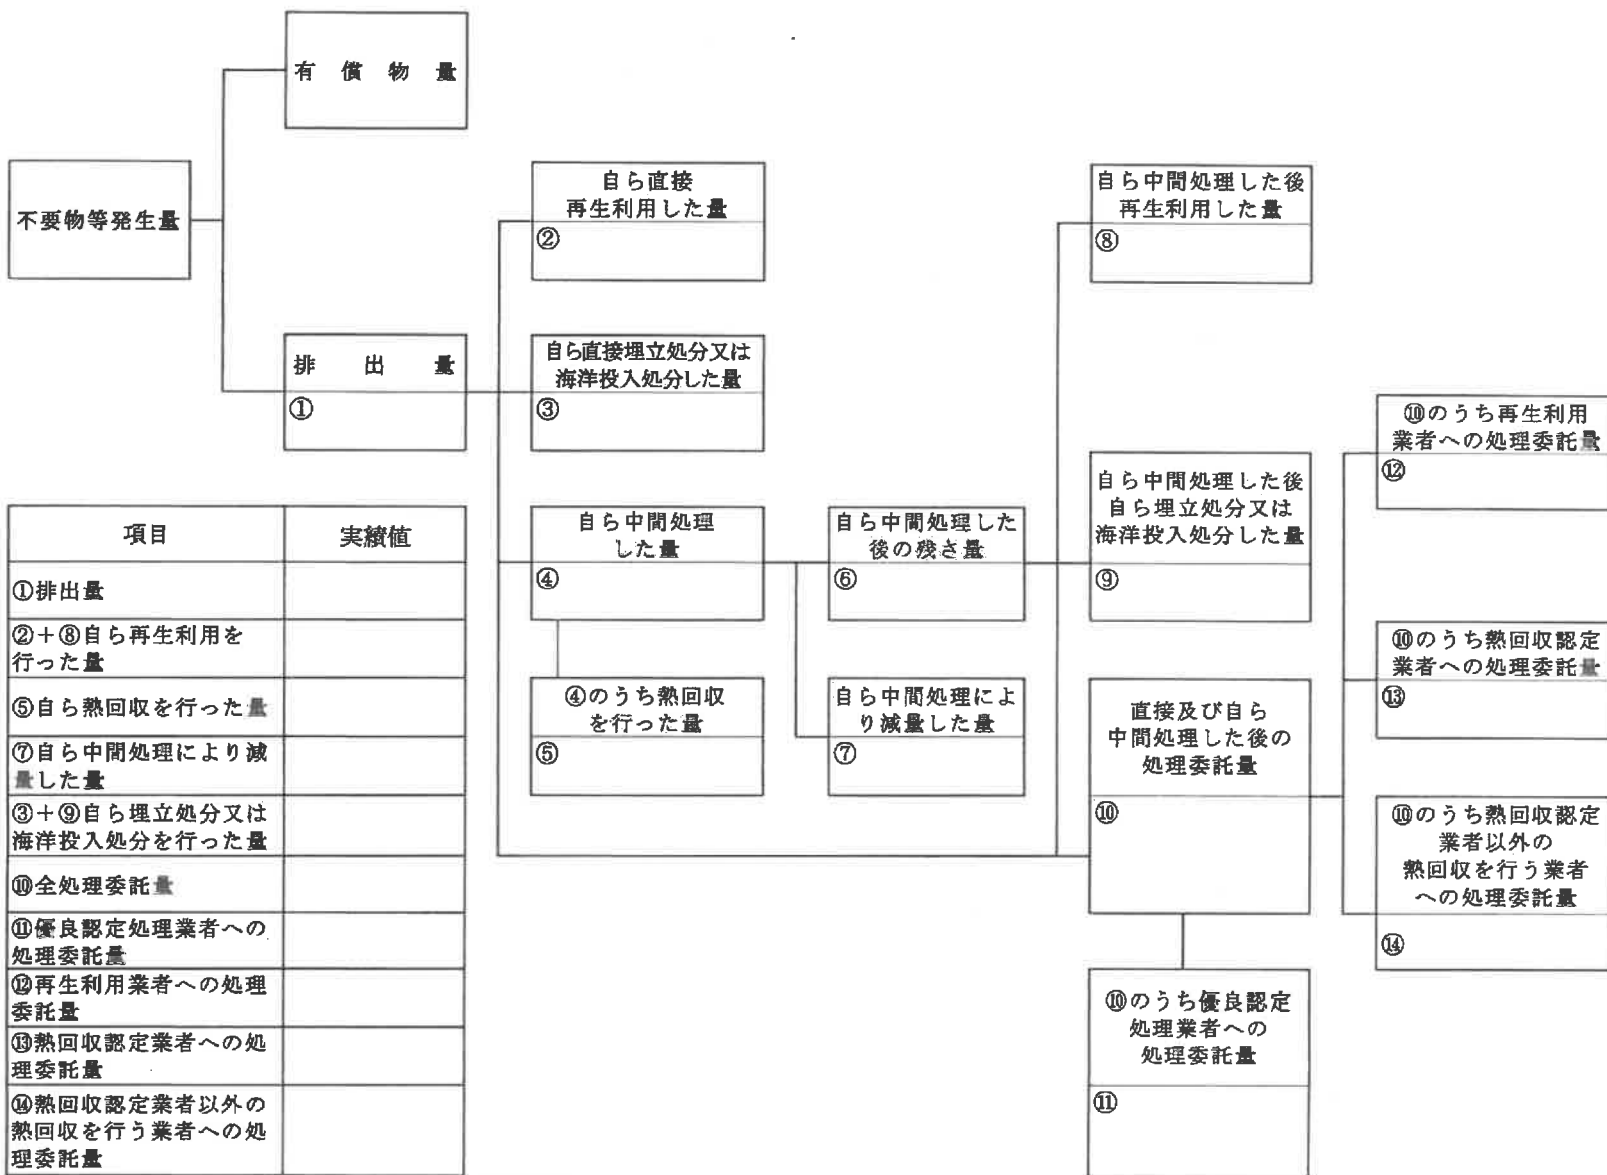 有償物量
不要物等発生量
排出量
①
自ら直接
再生利用した量
②
自ら直接埋立処分又は
海洋投入処分した量
③
自ら中間処理
した量
④
④のうち熱回収
を行った量
⑤
自ら中間処理した
後の残さ量
⑥
自ら中間処理によ
り減量した量
⑦
自ら中間処理した後
再生利用した量
⑧
自ら中間処理した後
自ら埋立処分又は
海洋投入処分した量
⑨
直接及び自ら
中間処理した後の
処理委託量
⑩
⑩のうち優良認定
処理業者への
処理委託量
⑪
⑩のうち再生利用
業者への処理委託量
⑫
⑩のうち熱回収認定
業者への処理委託量
⑬
⑩のうち熱回収認定
業者以外の
熱回収を行う業者
への処理委託量
⑭
項目 実績値
①排出量
②+⑧自ら再生利用を
行った量
⑤自ら熱回収を行った量
⑦自ら中間処理により減
量した量
③+⑨自ら埋立処分又は
海洋投入処分を行った量
⑩全処理委託量
⑪優良認定処理業者への
処理委託量
⑫再生利用業者への処理
委託量
⑬熱回収認定業者への処
理委託量
⑭熱回収認定業者以外の
熱回収を行う業者への処
理委託量